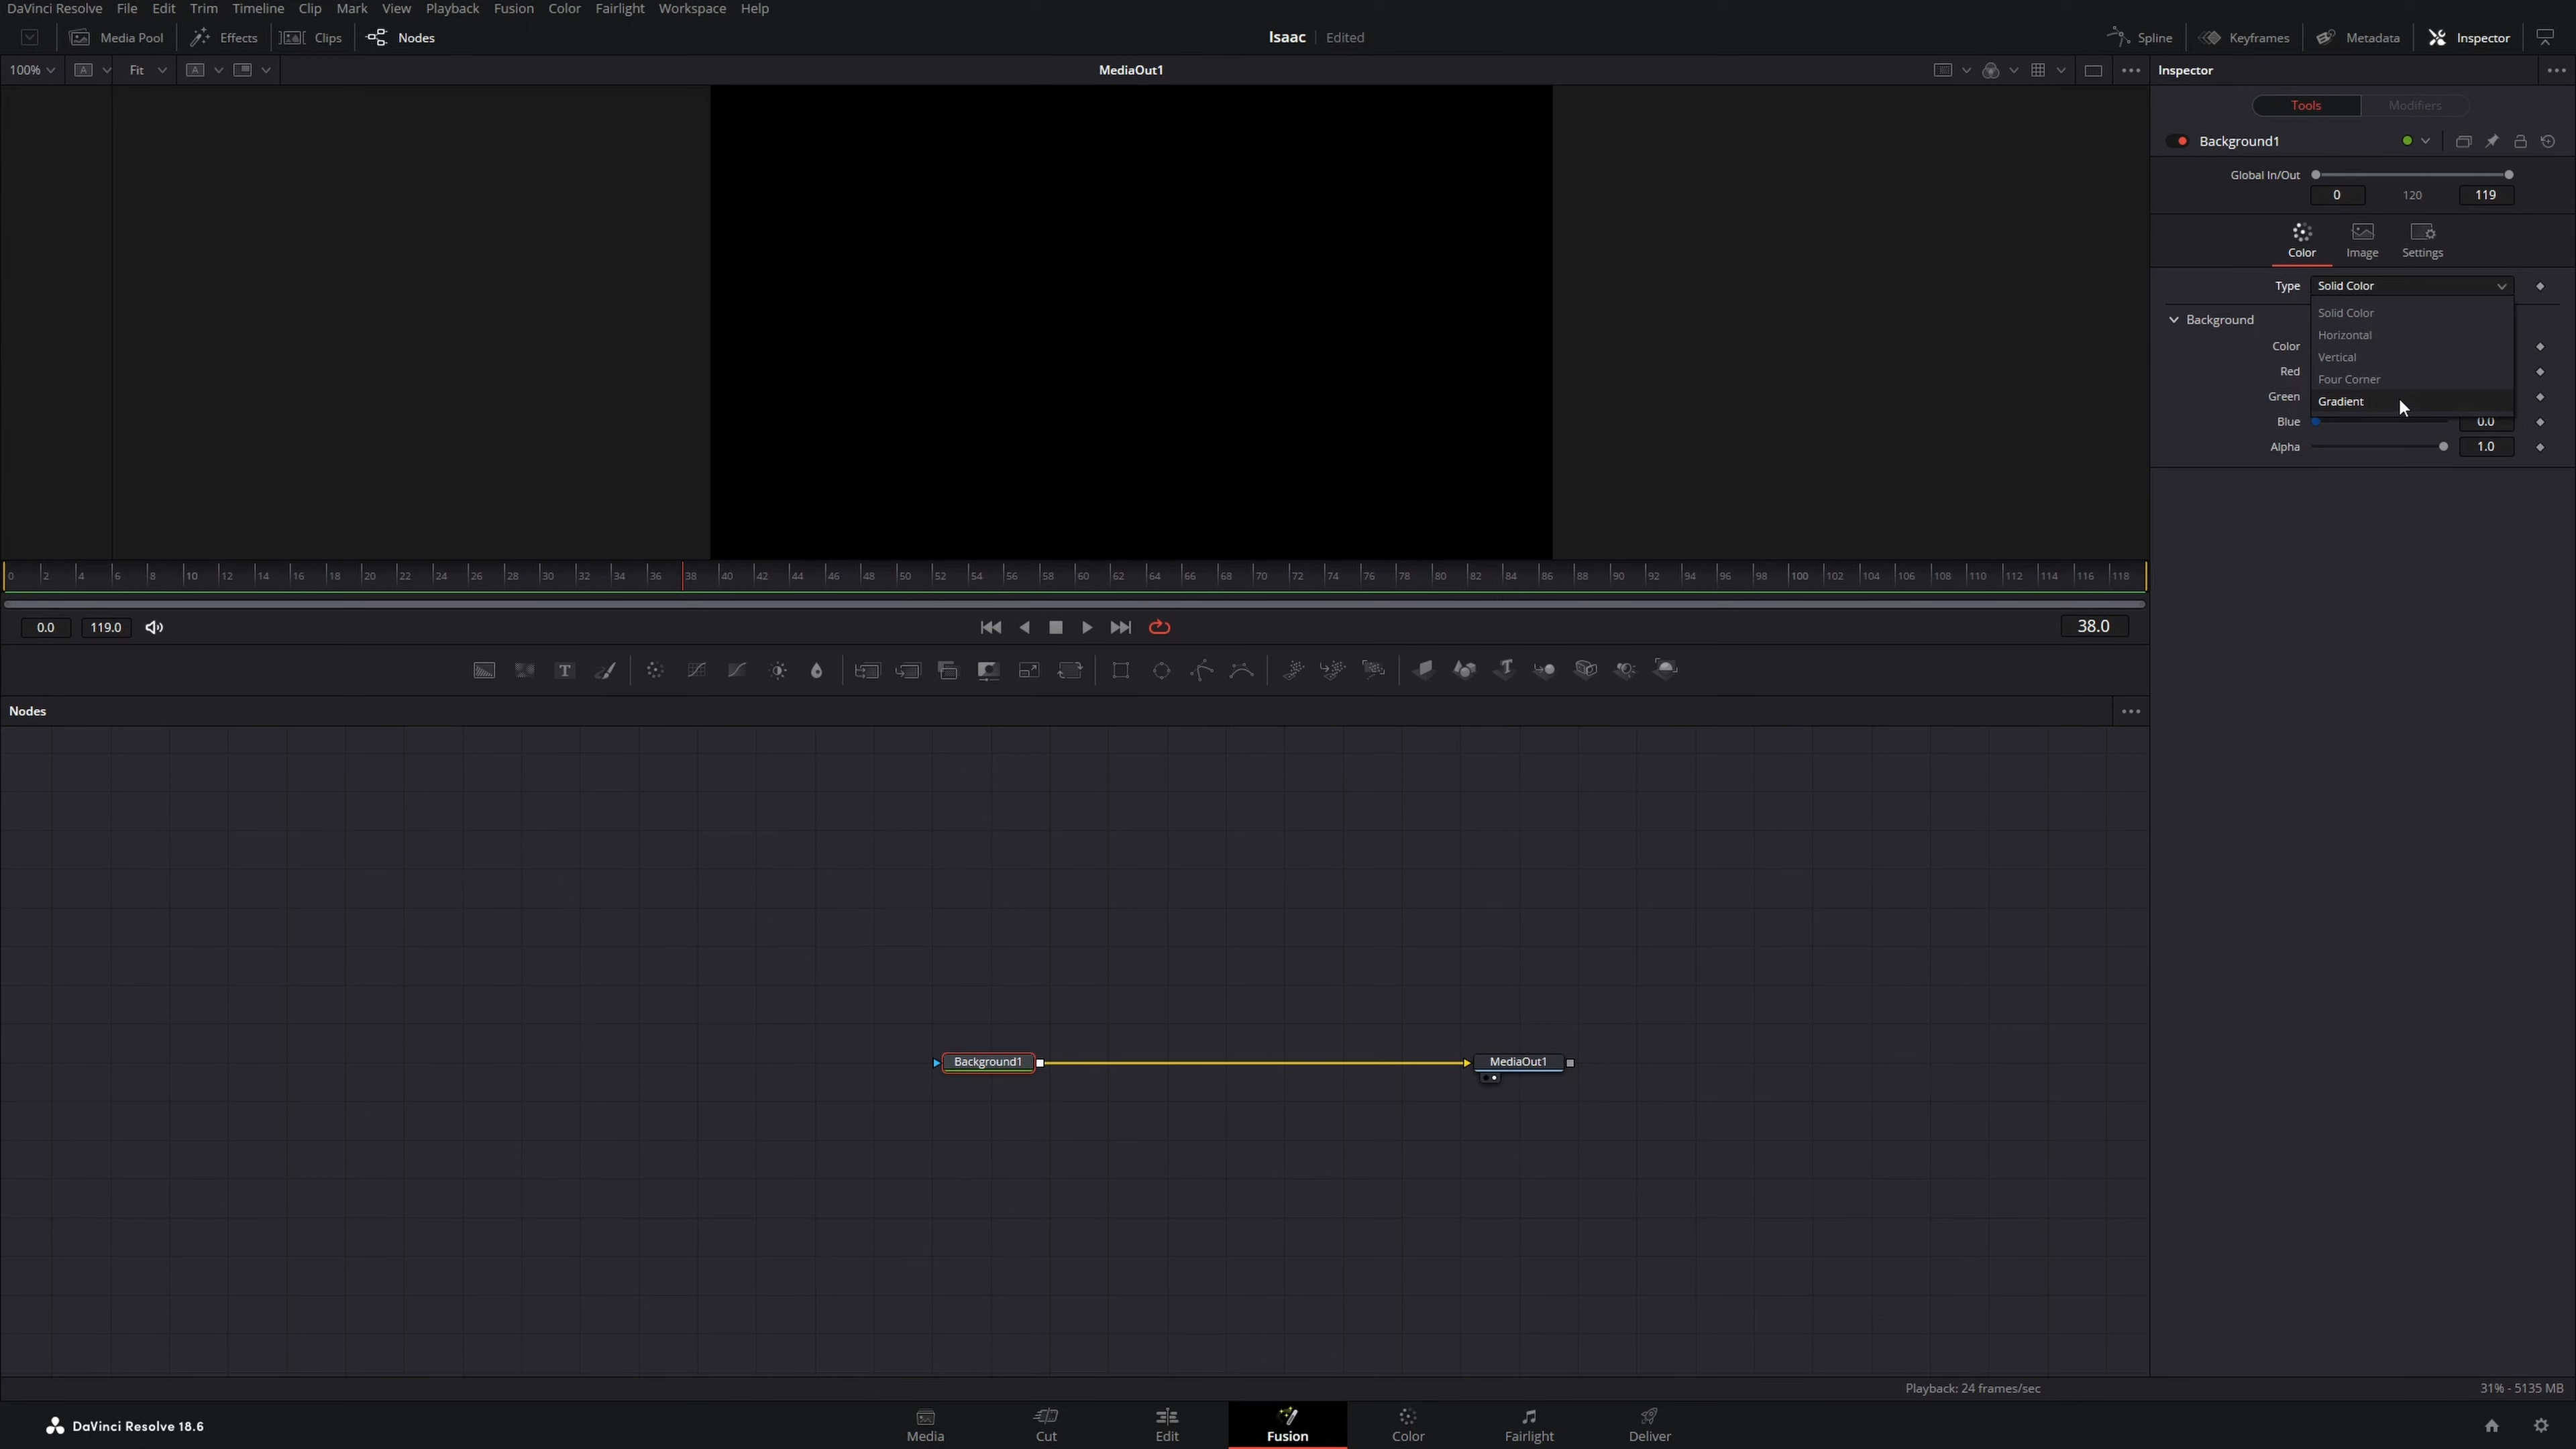 DaVinci Resolve File Edit Trim Timeline Clip Mark View Playback Fusion Color Fairlight Workspace Help
Media Pool Effects Clips Nodes Isaac Edited Spline Keyframes Metadata Inspector
100% A Fit A MediaOut1 Inspector
Tools Modifiers
Background1
Global In/Out
0 120 119
Color Image Settings
Type Solid Color
Solid Color
Background
Horizontal
Color
Vertical
Red
Four Corner
Green
Gradient
Blue 0.0
Alpha 1.0
0 2 4 6 8 10 12 14 16 18 20 22 24 26 28 30 32 34 36 38 40 42 44 46 48 50 52 54 56 58 60 62 64 66 68 70 72 74 76 78 80 82 84 86 88 90 92 94 96 98 100 102 104 106 108 110 112 114 116 118
0.0 119.0 38.0
T
Nodes
Background1 MediaOut1
Playback: 24 frames/sec 31% - 5135 MB
DaVinci Resolve 18.6
Media Cut Edit Fusion Color Fairlight Deliver